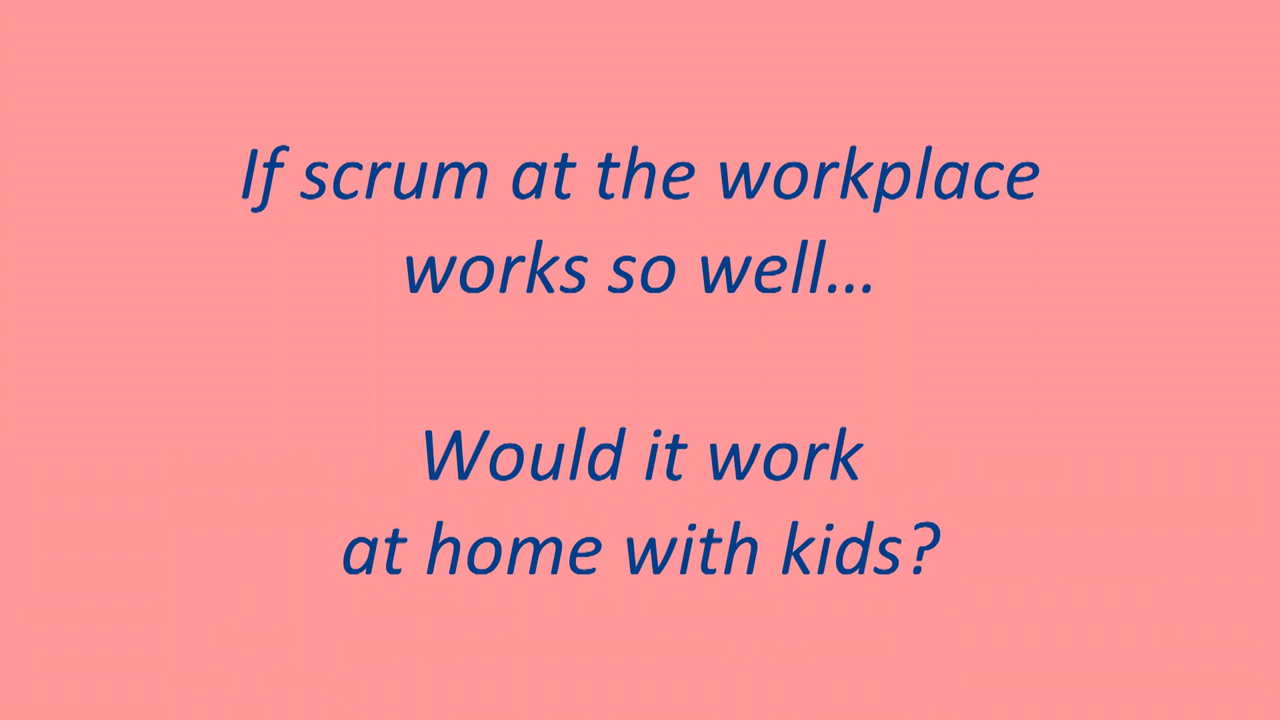 If scrum at the workplace
works so well...
Would it work
at home with kids?